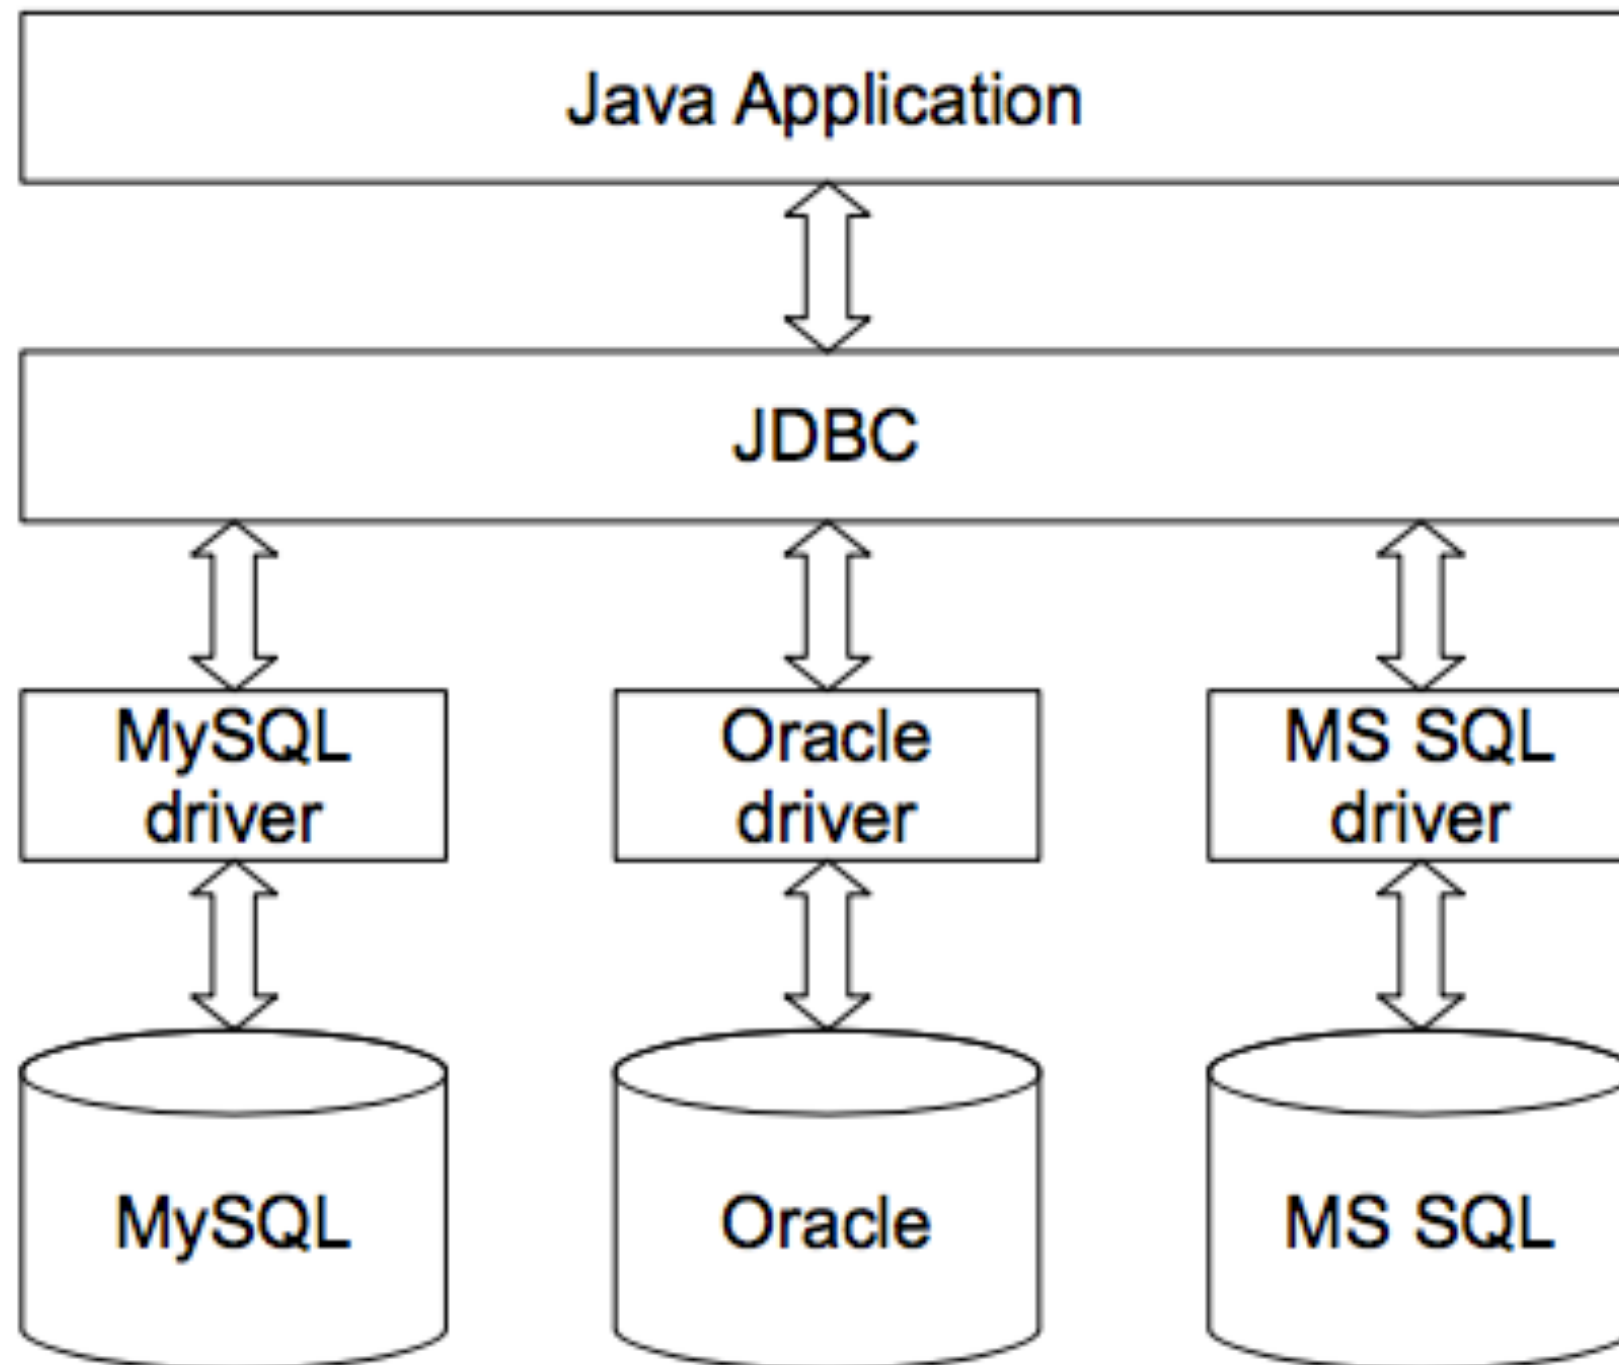 Java Application
JDBC
MySQL
driver
Oracle
driver
MS SQL
driver
MySQL
Oracle
MS SQL